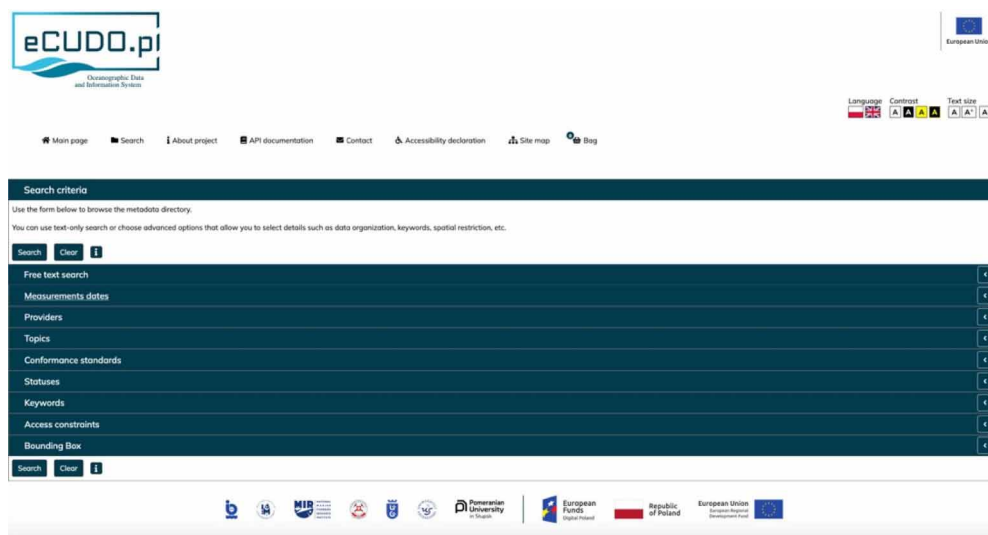 eCUDO.pl
Oceanographic Data
and Information System
European Unio
Language Contrast Text size
A A A A A A+ A
Main page Search About project API documentation Contact Accessibility declaration Site map 0 Bag
Search criteria
Use the form below to browse the metadata directory.
You can use text-only search or choose advanced options that allow you to select details such as data organization, keywords, spatial restriction, etc.
Search Clear i
Free text search
Measurements dates
Providers
Topics
Conformance standards
Statuses
Keywords
Access constraints
Bounding Box
Search Clear i
MIR
Pomeranian
University
in Słupsk
European
Funds
Digital Poland
Republic
of Poland
European Union
European Regional
Development Fund